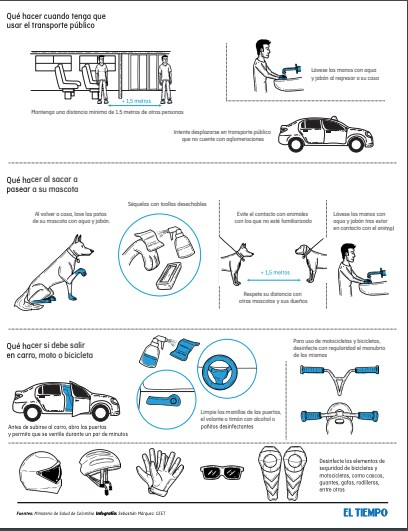 Qué hacer cuando tenga que
usar el transporte público
+ 1,5 metros
Mantenga una distancia mínima de 1.5 metros de otras personas
Lávese las manos con agua
y jabón al regresar a su casa
Intente desplazarse en transporte público
que no cuente con aglomeraciones
Qué hacer al sacar a
pasear a su mascota
Al volver a casa, lave las patas
de su mascota con agua y jabón.
Séquelas con toallas desechables
Evite el contacto con animales
con los que no esté familiarizado
Lávese las manos con
agua y jabón tras estar
en contacto con el animal
+ 1,5 metros
Respete su distancia con
otras mascotas y sus dueños
Qué hacer si debe salir
en carro, moto o bicicleta
Antes de subirse al carro, abra las puertas
y permita que se ventile durante un par de minutos
Limpie las manillas de las puertas,
el volante o timón con alcohol o
pañitos desinfectantes
Para uso de motocicletas y bicicletas,
desinfecte con regularidad el manubrio
de las mismas
Desinfecte los elementos de
seguridad de bicicletas y
motocicletas, como cascos,
guantes, gafas, rodilleras,
entre otros
Fuentes: Ministerio de Salud de Colombia Infografía: Sebastián Márquez. CEET
EL TIEMPO